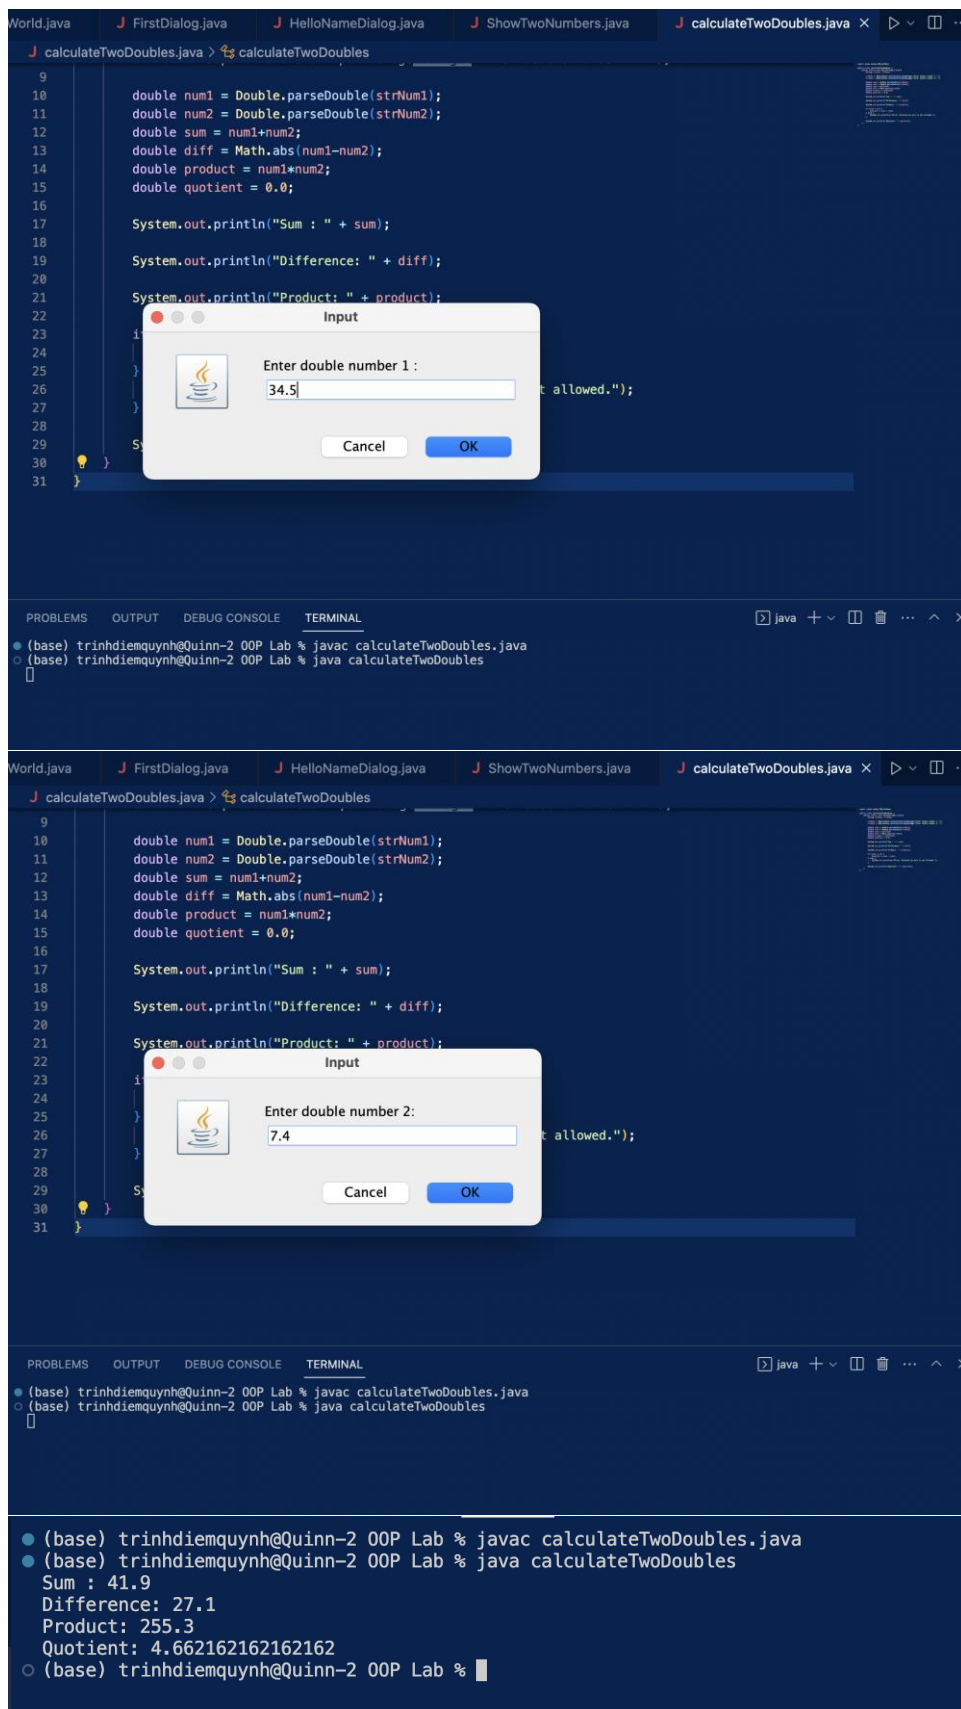 World.java J FirstDialog.java J HelloNameDialog.java J ShowTwoNumbers.java J calculateTwoDoubles.java
J calculateTwoDoubles.java > calculateTwoDoubles
9
10 double num1 = Double.parseDouble(strNum1);
11 double num2 = Double.parseDouble(strNum2);
12 double sum = num1+num2;
13 double diff = Math.abs(num1-num2);
14 double product = num1*num2;
15 double quotient = 0.0;
16
17 System.out.println("Sum : " + sum);
18
19 System.out.println("Difference: " + diff);
20
21 System.out.println("Product: " + product);
22 Input
23
24 Enter double number 1 :
25 }
26 34.5 t allowed.");
27 }
28
29 Cancel OK
30 }
31 }
PROBLEMS OUTPUT DEBUG CONSOLE TERMINAL java
(base) trinhdiemquynh@Quinn-2 OOP Lab % javac calculateTwoDoubles.java
(base) trinhdiemquynh@Quinn-2 OOP Lab % java calculateTwoDoubles
World.java J FirstDialog.java J HelloNameDialog.java J ShowTwoNumbers.java J calculateTwoDoubles.java
J calculateTwoDoubles.java > calculateTwoDoubles
9
10 double num1 = Double.parseDouble(strNum1);
11 double num2 = Double.parseDouble(strNum2);
12 double sum = num1+num2;
13 double diff = Math.abs(num1-num2);
14 double product = num1*num2;
15 double quotient = 0.0;
16
17 System.out.println("Sum : " + sum);
18
19 System.out.println("Difference: " + diff);
20
21 System.out.println("Product: " + product);
22 Input
23
24 Enter double number 2:
25 }
26 7.4 t allowed.");
27 }
28
29 Cancel OK
30 }
31 }
PROBLEMS OUTPUT DEBUG CONSOLE TERMINAL java
(base) trinhdiemquynh@Quinn-2 OOP Lab % javac calculateTwoDoubles.java
(base) trinhdiemquynh@Quinn-2 OOP Lab % java calculateTwoDoubles
(base) trinhdiemquynh@Quinn-2 OOP Lab % javac calculateTwoDoubles.java
(base) trinhdiemquynh@Quinn-2 OOP Lab % java calculateTwoDoubles
Sum : 41.9
Difference: 27.1
Product: 255.3
Quotient: 4.662162162162162
(base) trinhdiemquynh@Quinn-2 OOP Lab %